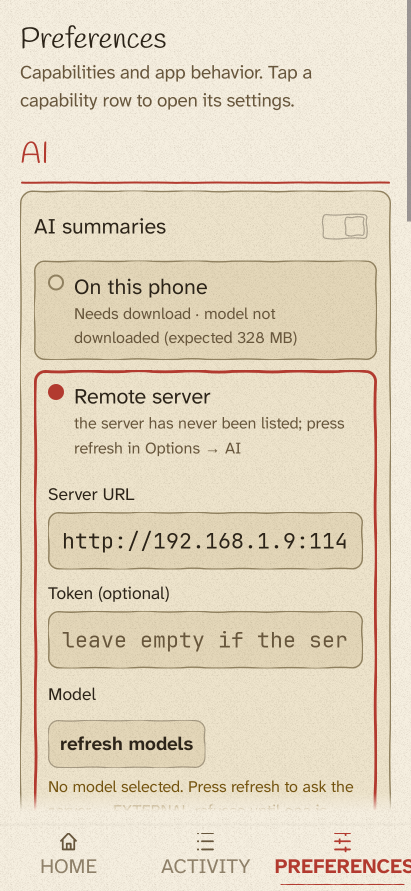 Preferences
Capabilities and app behavior. Tap a
capability row to open its settings.
AI
AI summaries
On this phone
Needs download · model not
downloaded (expected 328 MB)
Remote server
the server has never been listed; press
refresh in Options → AI
Server URL
http://192.168.1.9:114
Token (optional)
leave empty if the ser
Model
refresh models
No model selected. Press refresh to ask the
HOME
ACTIVITY
PREFERENCES